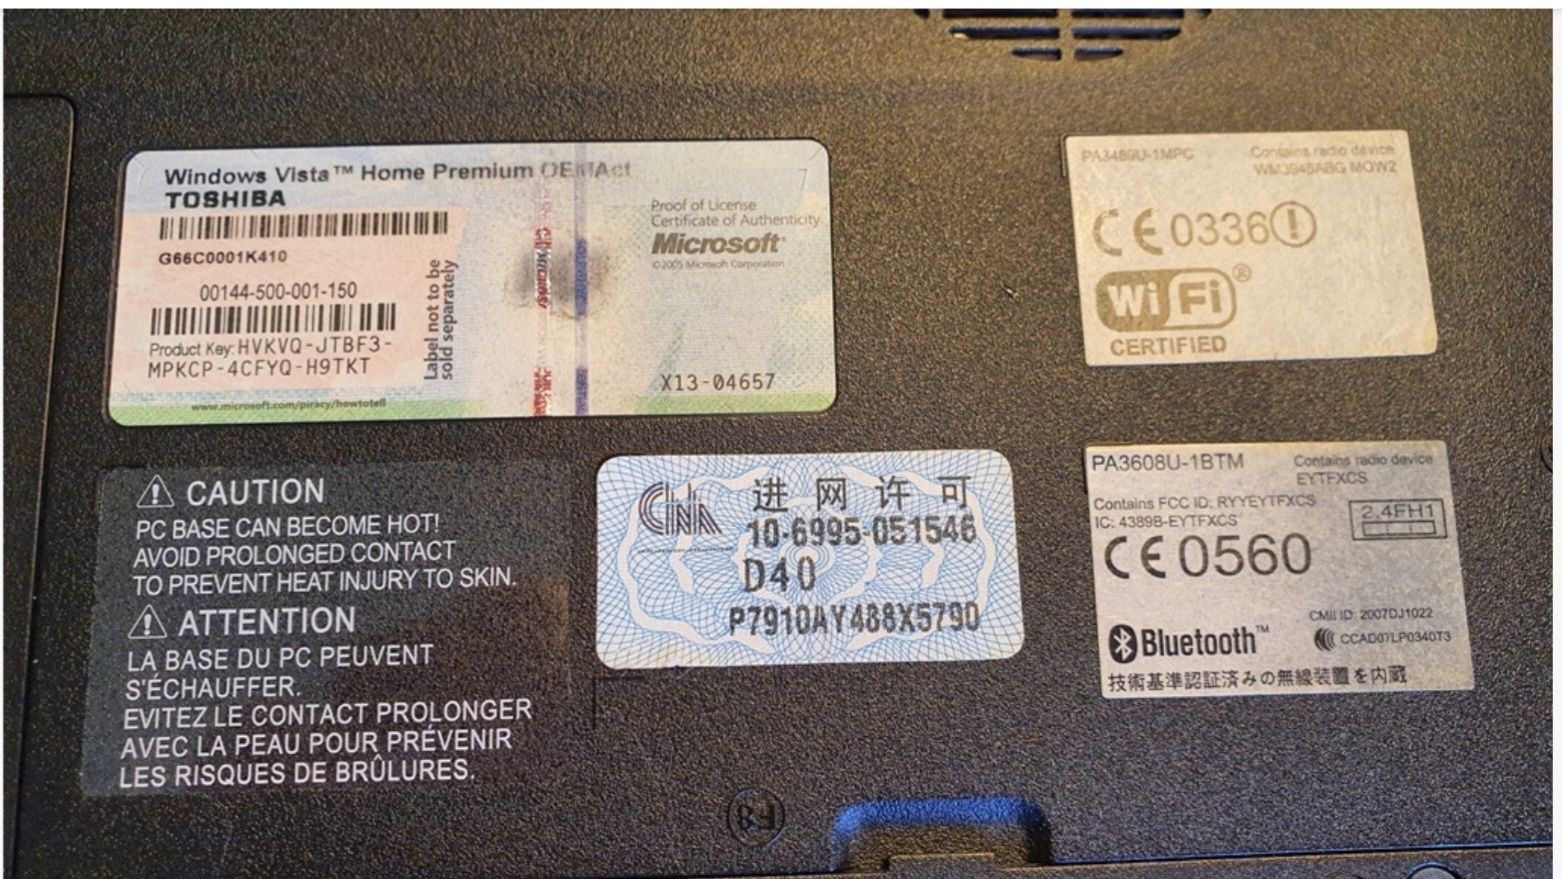 Windows Vista™ Home Premium OEMAct
TOSHIBA
G66C0001K410
00144-500-001-150
Product Key: HVKVQ-JTBF3-
MPKCP-4CFYQ-H9TKT
Label not to be
sold separately
www.microsoft.com/piracy/howtotell
Proof of License
Certificate of Authenticity
Microsoft®
©2005 Microsoft Corporation
X13-04657
PA3489U-1MPC
Contains radio device
WM3945ABG MOW2
CE 0336
Wi Fi®
CERTIFIED
⚠ CAUTION
PC BASE CAN BECOME HOT!
AVOID PROLONGED CONTACT
TO PREVENT HEAT INJURY TO SKIN.
⚠ ATTENTION
LA BASE DU PC PEUVENT
S'ÉCHAUFFER.
EVITEZ LE CONTACT PROLONGER
AVEC LA PEAU POUR PRÉVENIR
LES RISQUES DE BRÛLURES.
进网许可
10-6995-051546
D40
P7910AY488X5790
PA3608U-1BTM
Contains radio device
EYTFXCS
Contains FCC ID: RYYEYTFXCS
IC: 4389B-EYTFXCS
2.4FH1
CE 0560
CMII ID: 2007DJ1022
Bluetooth™
CCAD07LP0340T3
技術基準認証済みの無線装置を内蔵
F8